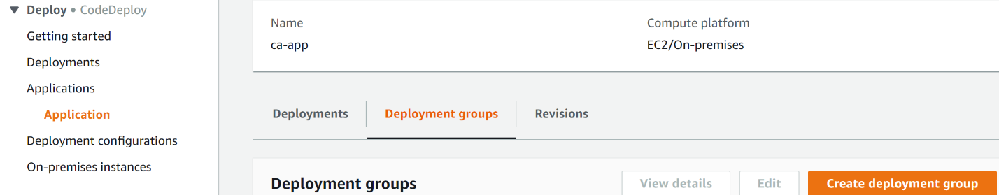 Deploy • CodeDeploy
Getting started
Deployments
Applications
Application
Deployment configurations
On-premises instances
Name
ca-app
Compute platform
EC2/On-premises
Deployments
Deployment groups
Revisions
Deployment groups
View details
Edit
Create deployment group